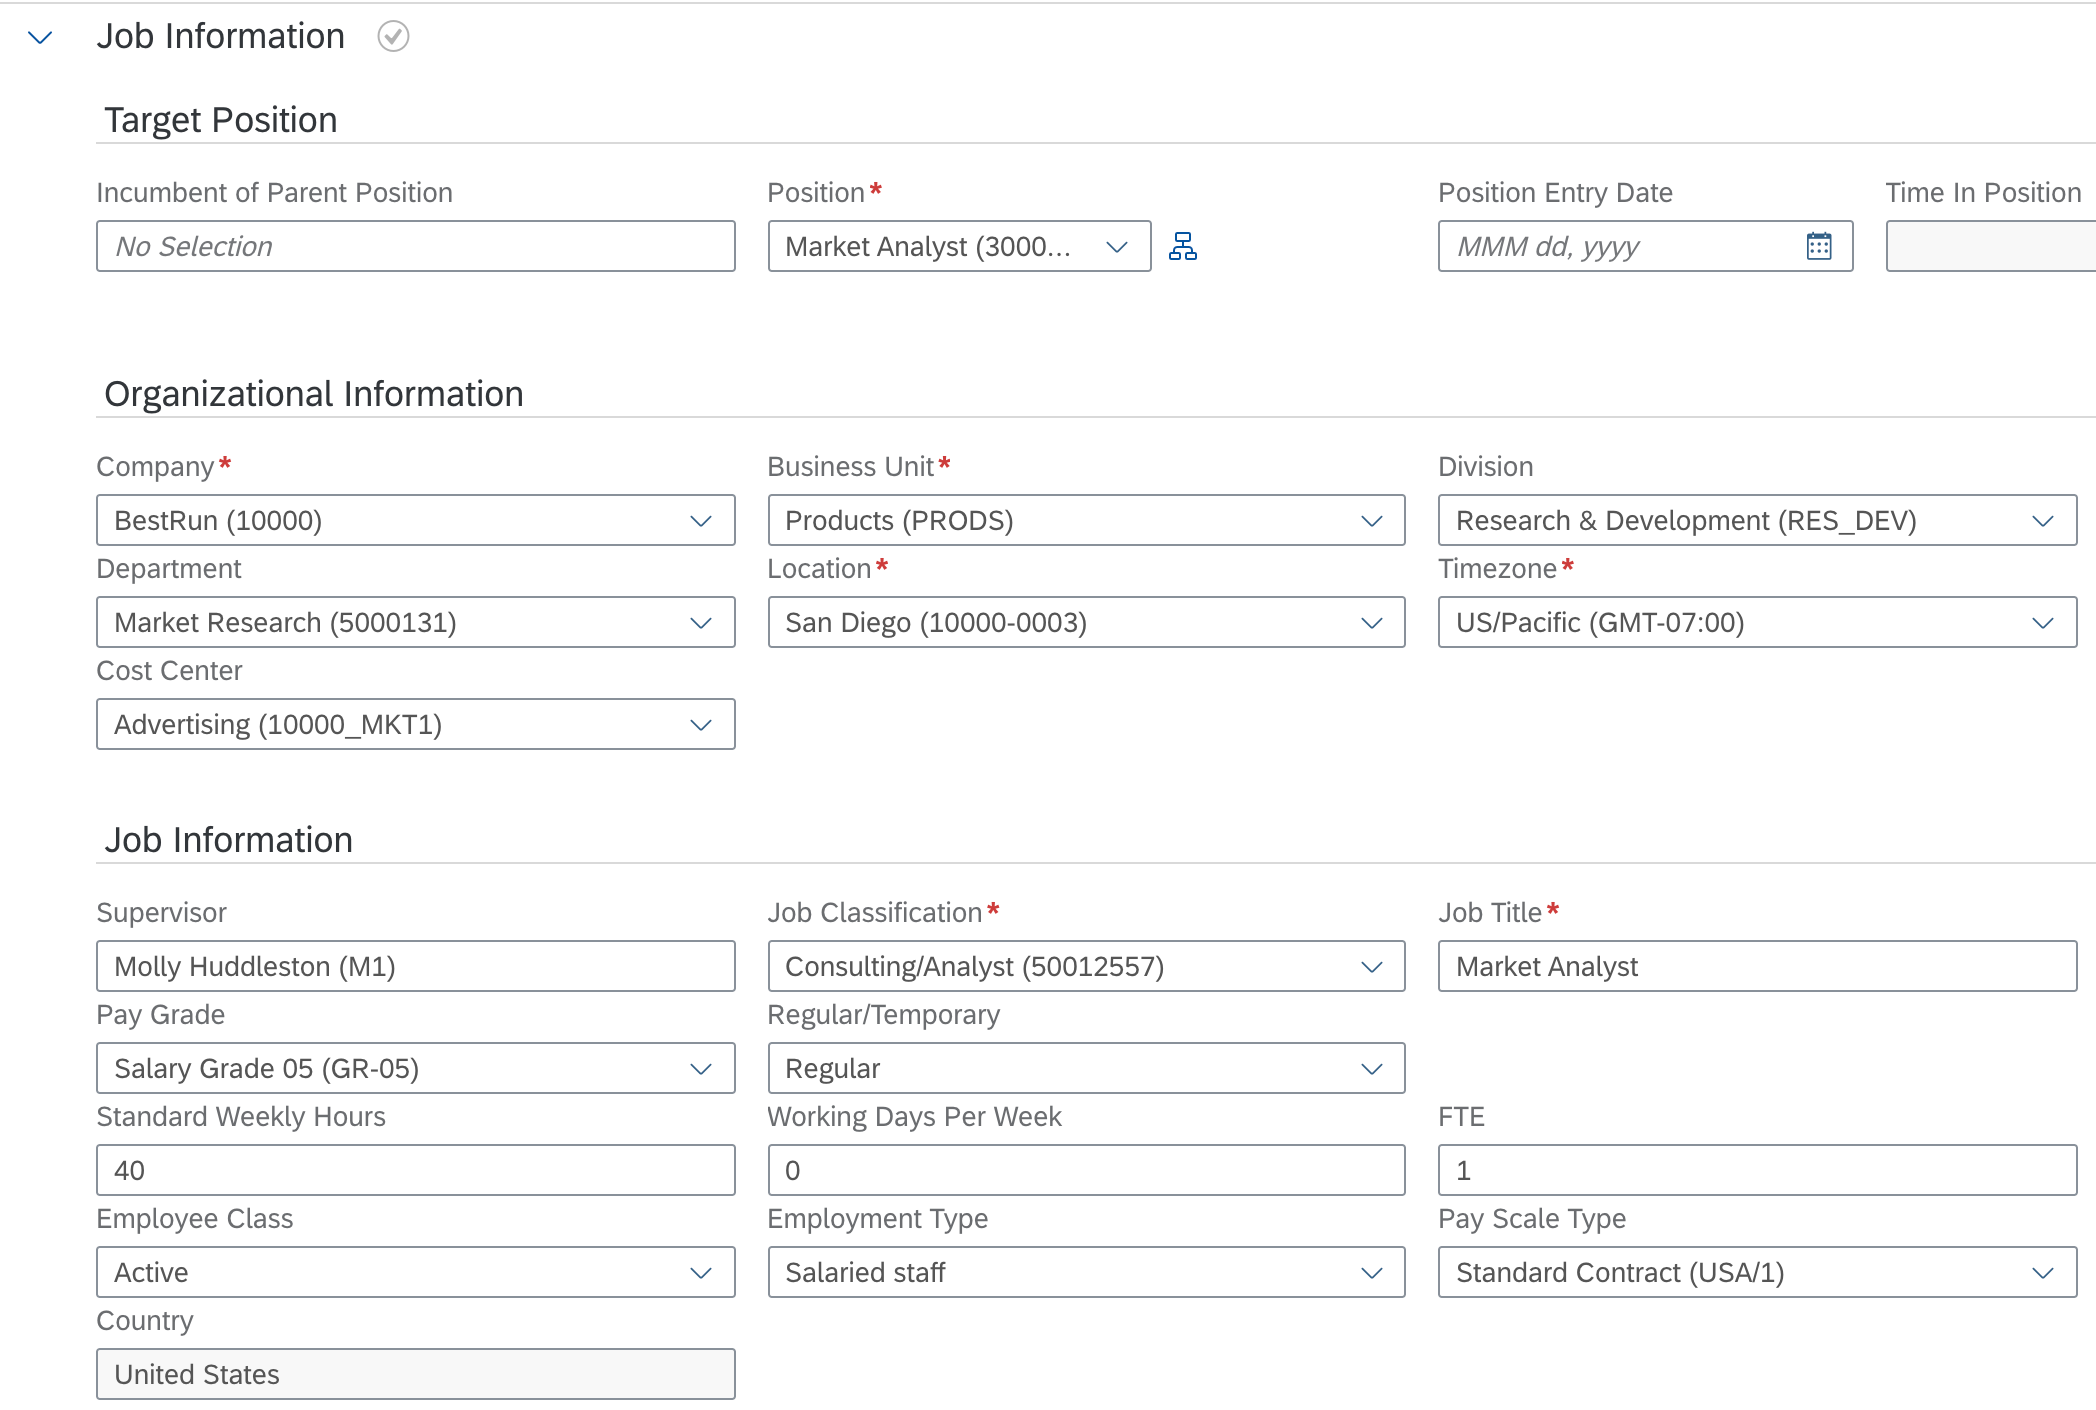 Job Information
Target Position
Incumbent of Parent Position
No Selection
Position*
Market Analyst (3000...
Position Entry Date
MMM dd, yyyy
Time In Position
Organizational Information
Company*
BestRun (10000)
Business Unit*
Products (PRODS)
Division
Research & Development (RES_DEV)
Department
Market Research (5000131)
Location*
San Diego (10000-0003)
Timezone*
US/Pacific (GMT-07:00)
Cost Center
Advertising (10000_MKT1)
Job Information
Supervisor
Molly Huddleston (M1)
Job Classification*
Consulting/Analyst (50012557)
Job Title*
Market Analyst
Pay Grade
Salary Grade 05 (GR-05)
Regular/Temporary
Regular
Standard Weekly Hours
40
Working Days Per Week
0
FTE
1
Employee Class
Active
Employment Type
Salaried staff
Pay Scale Type
Standard Contract (USA/1)
Country
United States